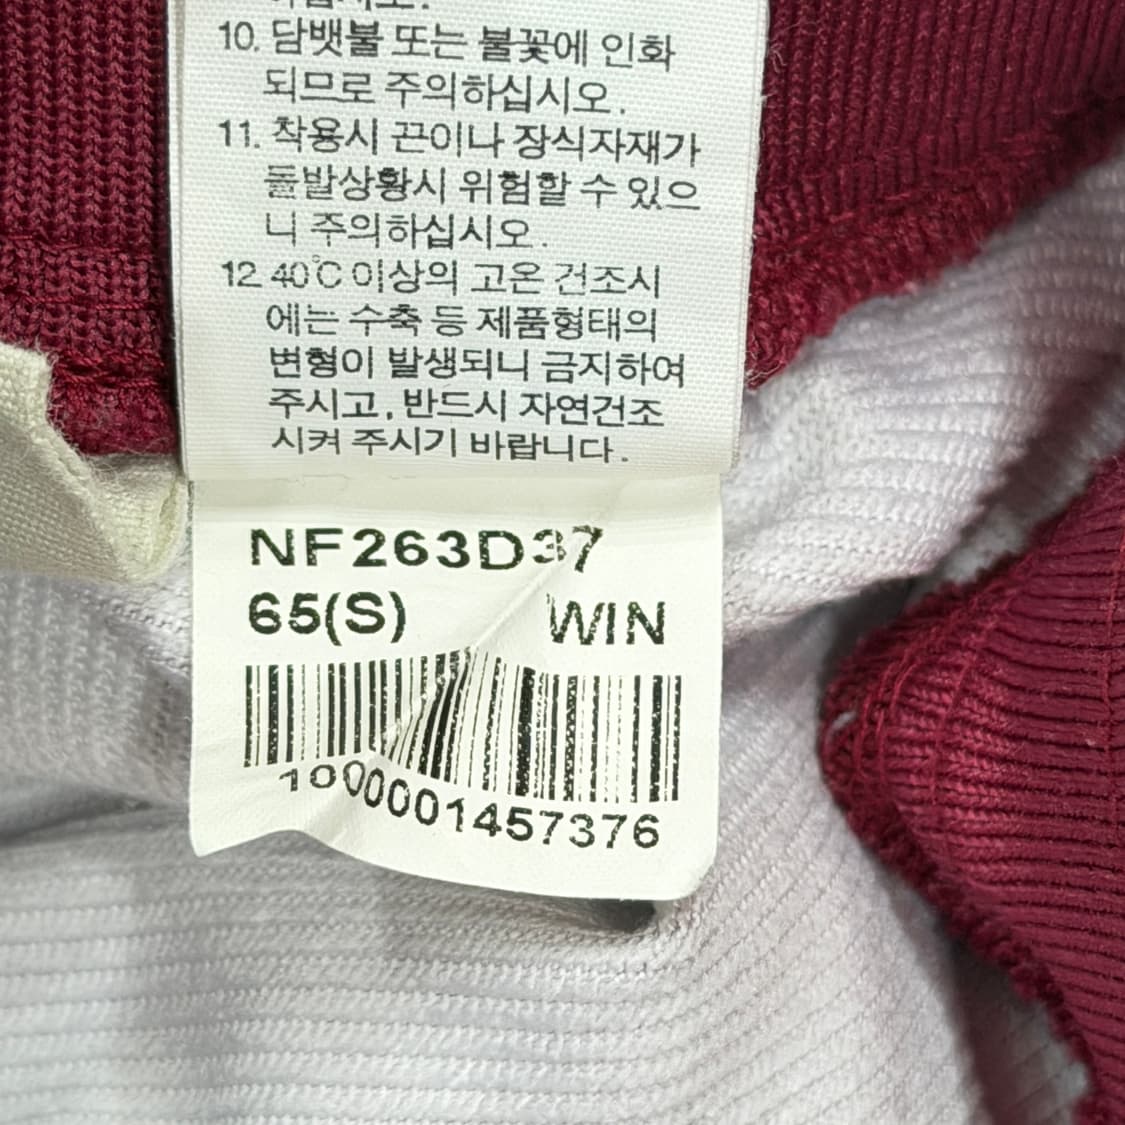 10. 담뱃불 또는 불꽃에 인화
되므로 주의하십시오.
11. 착용시 끈이나 장식자재가
돌발상황시 위험할 수 있으
니 주의하십시오.
12. 40℃ 이상의 고온 건조시
에는 수축 등 제품형태의
변형이 발생되니 금지하여
주시고, 반드시 자연건조
시켜 주시기 바랍니다.
NF263D37
65(S) WIN
1000001457376